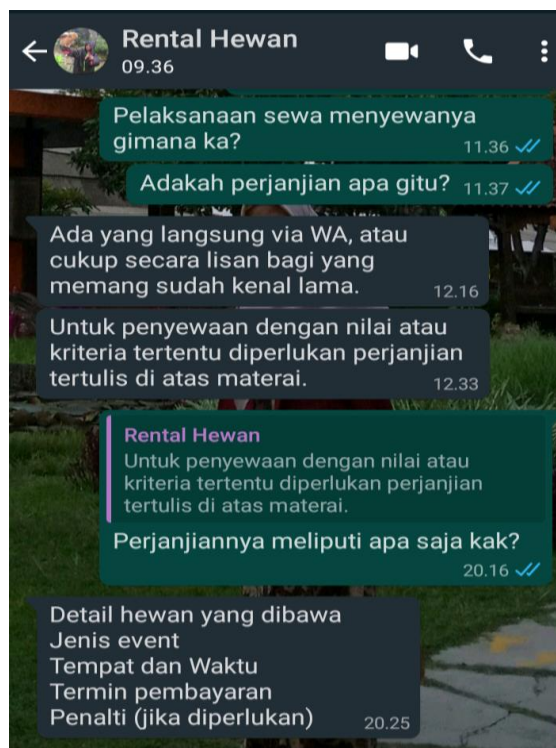 Rental Hewan
09.36
Pelaksanaan sewa menyewanya
gimana ka?
11.36
Adakah perjanjian apa gitu? 11.37
Ada yang langsung via WA, atau
cukup secara lisan bagi yang
memang sudah kenal lama.
12.16
Untuk penyewaan dengan nilai atau
kriteria tertentu diperlukan perjanjian
tertulis di atas materai.
12.33
Rental Hewan
Untuk penyewaan dengan nilai atau
kriteria tertentu diperlukan perjanjian
tertulis di atas materai.
Perjanjiannya meliputi apa saja kak?
20.16
Detail hewan yang dibawa
Jenis event
Tempat dan Waktu
Termin pembayaran
Penalti (jika diperlukan) 20.25